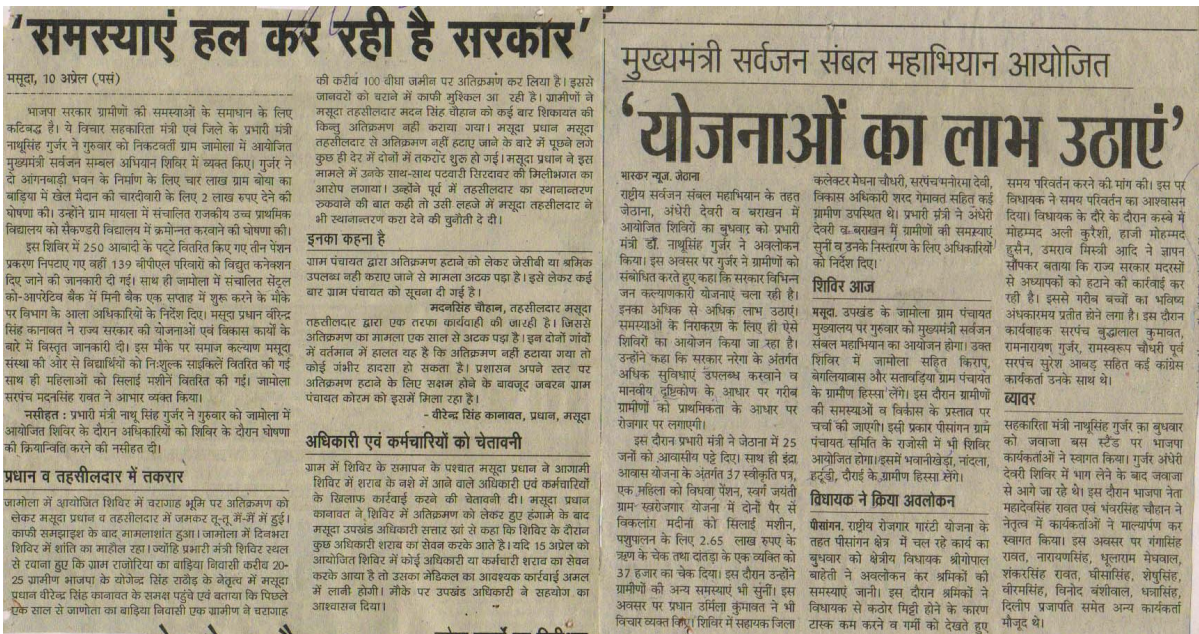 ‘समस्याएं हल कर रही है सरकार’
मसूदा, 10 अप्रेल (पसं)
भाजपा सरकार ग्रामीणों की समस्याओं के समाधान के लिए
कटिबद्ध है। ये विचार सहकारिता मंत्री एवं जिले के प्रभारी मंत्री
नाथूसिंह गुर्जर ने गुरुवार को निकटवर्ती ग्राम जामोला में आयोजित
मुख्यमंत्री सर्वजन सम्बल अभियान शिविर में व्यक्त किए। गुर्जर ने
दो आंगनबाड़ी भवन के निर्माण के लिए चार लाख ग्राम बोया का
बाड़िया में खेल मैदान की चारदीवारी के लिए 2 लाख रुपए देने की
घोषणा की। उन्होंने ग्राम मायला में संचालित राजकीय उच्च प्राथमिक
विद्यालय को सैकण्डरी विद्यालय में क्रमोन्नत करवाने की घोषणा की।
इस शिविर में 250 आबादी के पट्टे वितरित किए गए तीन पेंशन
प्रकरण निपटाए गए वहीं 139 बीपीएल परिवारों को विद्युत कनेक्शन
दिए जाने की जानकारी दी गई। साथ ही जामोला में संचालित सेंट्रल
को-आपरेटिव बैंक में मिनी बैंक एक सप्ताह में शुरू करने के मौके
पर विभाग के आला अधिकारियों के निर्देश दिए। मसूदा प्रधान वीरेन्द्र
सिंह कानावत ने राज्य सरकार की योजनाओं एवं विकास कार्यों के
बारे में विस्तृत जानकारी दी। इस मौके पर समाज कल्याण मसूदा
संस्था की ओर से विद्यार्थियों को निःशुल्क साइकिलें वितरित की गई
साथ ही महिलाओं को सिलाई मशीनें वितरित की गई। जामोला
सरपंच मदनसिंह रावत ने आभार व्यक्त किया।
नसीहत : प्रभारी मंत्री नाथू सिंह गुर्जर ने गुरुवार को जामोला में
आयोजित शिविर के दौरान अधिकारियों को शिविर के दौरान घोषणा
की क्रियान्विति करने की नसीहत दी।
प्रधान व तहसीलदार में तकरार
जामोला में आयोजित शिविर में चरागाह भूमि पर अतिक्रमण को
लेकर मसूदा प्रधान व तहसीलदार में जमकर तू-तू मैं-मैं में हुई।
काफी समझाइश के बाद मामला शांत हुआ। जामोला में दिनभर
शिविर में शांति का माहौल रहा। ज्योंहि प्रभारी मंत्री शिविर स्थल
से रवाना हुए कि ग्राम राजोरिया का बाड़िया निवासी करीब 20-
25 ग्रामीण भाजपा के योजेन्द्र सिंह राठौड़ के नेतृत्व में मसूदा
प्रधान वीरेन्द्र सिंह कानावत के समक्ष पहुंचे एवं बताया कि पिछले
एक साल से जाणोता का बाड़िया निवासी एक ग्रामीण ने चरागाह
की करीब 100 बीघा जमीन पर अतिक्रमण कर लिया है। इससे
जानवरों को चराने में काफी मुश्किल आ रही है। ग्रामीणों ने
मसूदा तहसीलदार मदन सिंह चौहान को कई बार शिकायत की
किन्तु अतिक्रमण नहीं कराया गया। मसूदा प्रधान मसूदा
तहसीलदार से अतिक्रमण नहीं हटाए जाने के बारे में पूछने लगे
कुछ ही देर में दोनों में तकरार शुरू हो गई। मसूदा प्रधान ने इस
मामले में उनके साथ-साथ पटवारी सिरदावर की मिलीभगत का
आरोप लगाया। उन्होंने पूर्व में तहसीलदार का स्थानान्तरण
रुकवाने की बात कही तो उसी लहजे में मसूदा तहसीलदार ने
भी स्थानान्तरण करा देने की चुनौती दे दी।
इनका कहना है
ग्राम पंचायत द्वारा अतिक्रमण हटाने को लेकर जेसीबी या श्रमिक
उपलब्ध नही कराए जाने से मामला अटक पड़ा है। इसे लेकर कई
बार ग्राम पंचायत को सूचना दी गई है।
मदनसिंह चौहान, तहसीलदार मसूदा
तहसीलदार द्वारा एक तरफा कार्यवाही की जारही है। जिससे
अतिक्रमण का मामला एक साल से अटक पड़ा है। इन दोनों गांवों
में वर्तमान में हालत यह है कि अतिक्रमण नहीं हटाया गया तो
कोई गंभीर हादसा हो सकता है। प्रशासन अपने स्तर पर
अतिक्रमण हटाने के लिए सक्षम होने के बावजूद जबरन ग्राम
पंचायत कोरम को इसमें मिला रहा है।
- वीरेन्द्र सिंह कानावत, प्रधान, मसूदा
अधिकारी एवं कर्मचारियों को चेतावनी
ग्राम में शिविर के समापन के पश्चात मसूदा प्रधान ने आगामी
शिविर में शराब के नशे में आने वाले अधिकारी एवं कर्मचारियों
के खिलाफ कार्रवाई करने की चेतावनी दी। मसूदा प्रधान
कानावत ने शिविर में अतिक्रमण को लेकर हुए हंगामे के बाद
मसूदा उपखंड अधिकारी सत्तार खां से कहा कि शिविर के दौरान
कुछ अधिकारी शराब का सेवन करके आते है। यदि 15 अप्रेल को
आयोजित शिविर में कोई अधिकारी या कर्मचारी शराब का सेवन
करके आया है तो उसका मेडिकल का आवश्यक कार्रवाई अमल
में लानी होगी। मौके पर उपखंड अधिकारी ने सहयोग का
आश्वासन दिया।
मुख्यमंत्री सर्वजन संबल महाभियान आयोजित
‘योजनाओं का लाभ उठाएं’
भास्कर न्यूज. जेठाना
राष्ट्रीय सर्वजन संबल महाभियान के तहत
जेठाना, अंधेरी देवरी व बराखन में
आयोजित शिविरों का बुधवार को प्रभारी
मंत्री डॉ. नाथूसिंह गुर्जर ने अवलोकन
किया। इस अवसर पर गुर्जर ने ग्रामीणों को
संबोधित करते हुए कहा कि सरकार विभिन्न
जन कल्याणकारी योजनाएं चला रही है।
इनका अधिक से अधिक लाभ उठाएं।
समस्याओं के निराकरण के लिए ही ऐसे
शिविरों का आयोजन किया जा रहा है।
उन्होंने कहा कि सरकार नरेगा के अंतर्गत
अधिक सुविधाएं उपलब्ध करवाने व
मानवीय दृष्टिकोण के आधार पर गरीब
ग्रामीणों को प्राथमिकता के आधार पर
रोजगार पर लगाएगी।
इस दौरान प्रभारी मंत्री ने जेठाना में 25
जनों को आवासीय पट्टे दिए। साथ ही इंदिरा
आवास योजना के अंतर्गत 37 स्वीकृति पत्र,
एक महिला को विधवा पेंशन, स्वर्ण जयंती
ग्राम स्वरोजगार योजना में दोनों पैर से
विकलांग मदीना को सिलाई मशीन,
पशुपालन के लिए 2.65 लाख रुपए के
ऋण के चेक तथा दांतड़ा के एक व्यक्ति को
37 हजार का चेक दिया। इस दौरान उन्होंने
ग्रामीणों की अन्य समस्याएं भी सुनीं। इस
अवसर पर प्रधान उर्मिला कुमावत ने भी
विचार व्यक्त किए। शिविर में सहायक जिला
कलेक्टर मेघना चौधरी, सरपंच मनोरमा देवी,
विकास अधिकारी शरद गेमावत सहित कई
ग्रामीण उपस्थित थे। प्रभारी मंत्री ने अंधेरी
देवरी व बराखन में ग्रामीणों की समस्याएं
सुनी व उनके निस्तारण के लिए अधिकारियों
को निर्देश दिए।
शिविर आज
मसूदा. उपखंड के जामोला ग्राम पंचायत
मुख्यालय पर गुरुवार को मुख्यमंत्री सर्वजन
संबल महाभियान का आयोजन होगा। उक्त
शिविर में जामोला सहित किराप,
बेगलियावास और सतावड़िया ग्राम पंचायत
के ग्रामीण हिस्सा लेंगे। इस दौरान ग्रामीणों
की समस्याओं व विकास के प्रस्ताव पर
चर्चा की जाएगी। इसी प्रकार पीसांगन ग्राम
पंचायत समिति के राजोसी में भी शिविर
आयोजित होगा। इसमें भवानीखेड़ा, नांदला,
हटूंडी, दौराई के ग्रामीण हिस्सा लेंगे।
विधायक ने किया अवलोकन
पीसांगन. राष्ट्रीय रोजगार गारंटी योजना के
तहत पीसांगन क्षेत्र में चल रहे कार्य का
बुधवार को क्षेत्रीय विधायक श्रीगोपाल
बाहेती ने अवलोकन कर श्रमिकों की
समस्याएं जानी। इस दौरान श्रमिकों ने
विधायक से कठोर मिट्टी होने के कारण
टास्क कम करने व गर्मी को देखते हुए
समय परिवर्तन करने की मांग की। इस पर
विधायक ने समय परिवर्तन का आश्वासन
दिया। विधायक के दौरे के दौरान कस्बे में
मोहम्मद अली कुरैशी, हाजी मोहम्मद
हुसैन, उमराव मिस्त्री आदि ने ज्ञापन
सौंपकर बताया कि राज्य सरकार मदरसों
से अध्यापकों को हटाने की कार्रवाई कर
रही है। इससे गरीब बच्चों का भविष्य
अंधकारमय प्रतीत होने लगा है। इस दौरान
कार्यवाहक सरपंच बुद्धालाल कुमावत,
रामनारायण गुर्जर, रामस्वरूप चौधरी पूर्व
सरपंच सुरेश आवड़ सहित कई कांग्रेस
कार्यकर्ता उनके साथ थे।
ब्यावर
सहकारिता मंत्री नाथूसिंह गुर्जर का बुधवार
को जवाजा बस स्टैंड पर भाजपा
कार्यकर्ताओं ने स्वागत किया। गुर्जर अंधेरी
देवरी शिविर में भाग लेने के बाद जवाजा
से आगे जा रहे थे। इस दौरान भाजपा नेता
महादेवसिंह रावत एवं भंवरसिंह चौहान ने
नेतृत्व में कार्यकर्ताओं ने माल्यार्पण कर
स्वागत किया। इस अवसर पर गंगासिंह
रावत, नारायणसिंह, धूलाराम मेघवाल,
शंकरसिंह रावत, घीसासिंह, शेषुसिंह,
वीरमसिंह, विनोद बंशीवाल, धन्नासिंह,
दिलीप प्रजापति समेत अन्य कार्यकर्ता
मौजूद थे।